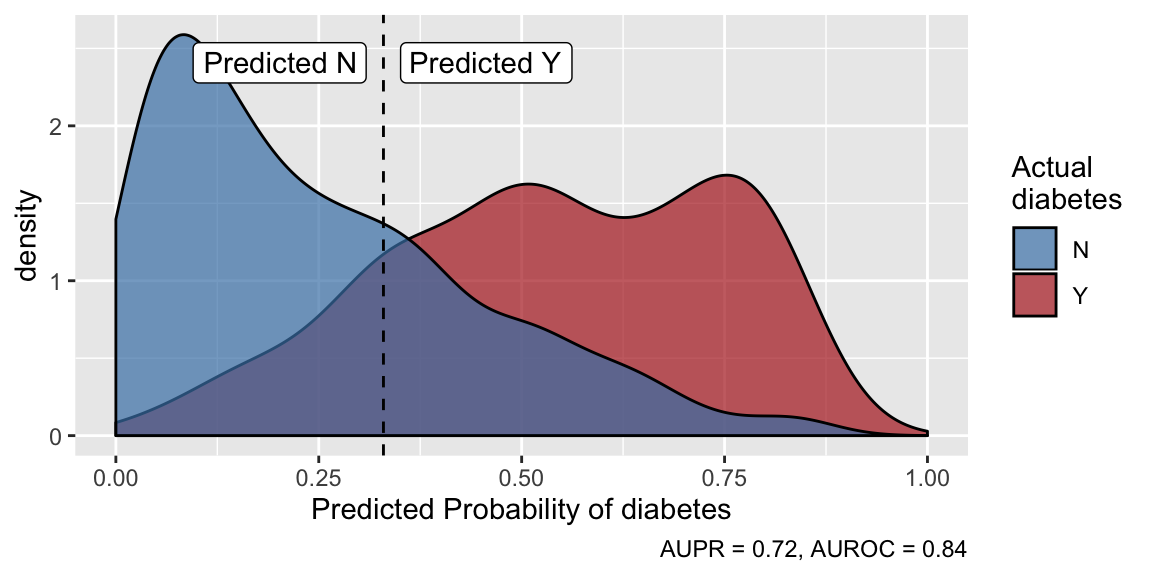 Predicted N
Predicted Y
2
1
0
density
0.00
0.25
0.50
0.75
1.00
Predicted Probability of diabetes
AUPR = 0.72, AUROC = 0.84
Actual
diabetes
N
Y